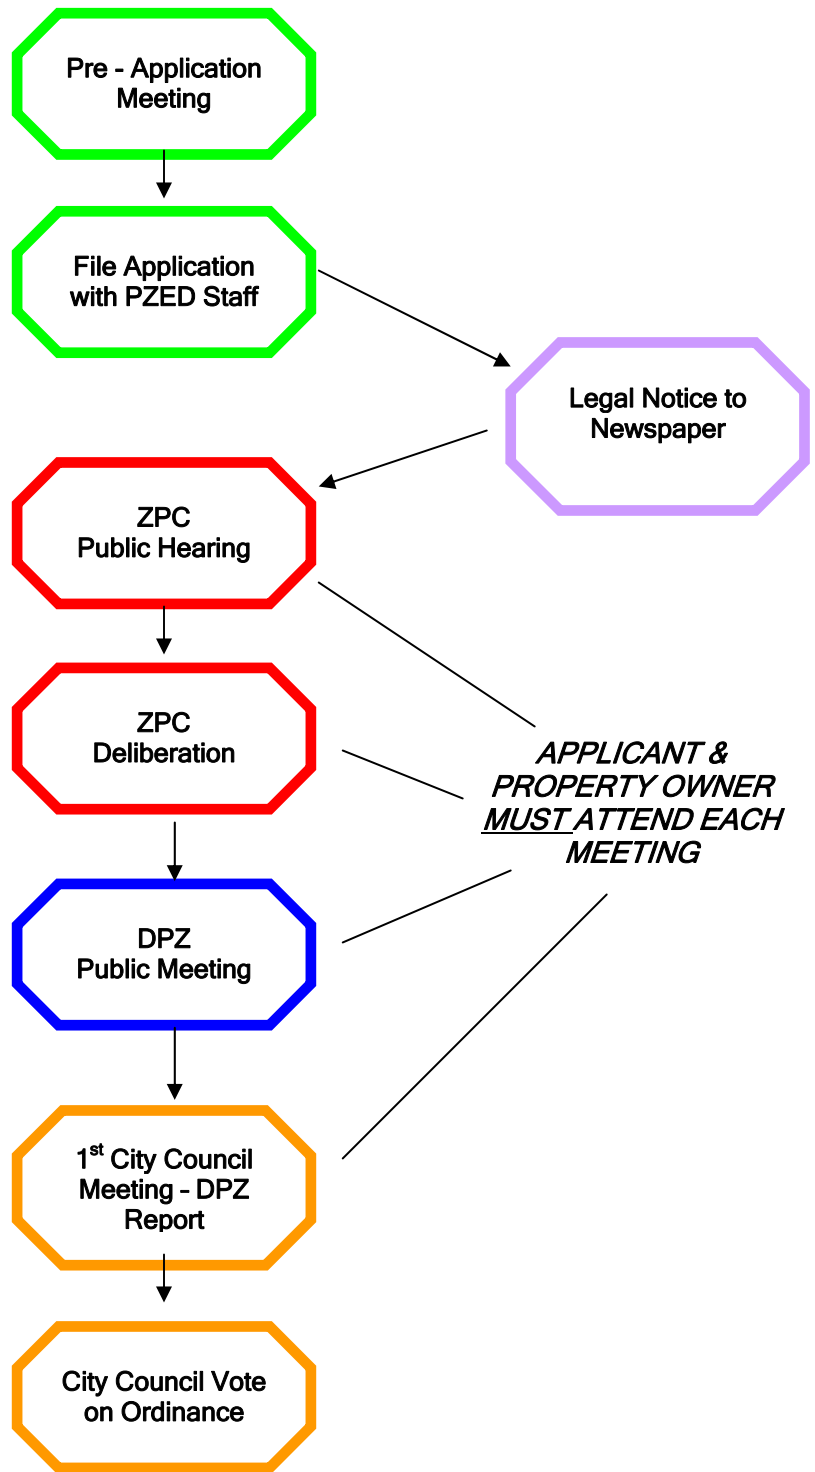 Pre - Application
Meeting
File Application
with PZED Staff
Legal Notice to
Newspaper
ZPC
Public Hearing
ZPC
Deliberation
APPLICANT &
PROPERTY OWNER
MUST ATTEND EACH
MEETING
DPZ
Public Meeting
1st City Council
Meeting - DPZ
Report
City Council Vote
on Ordinance